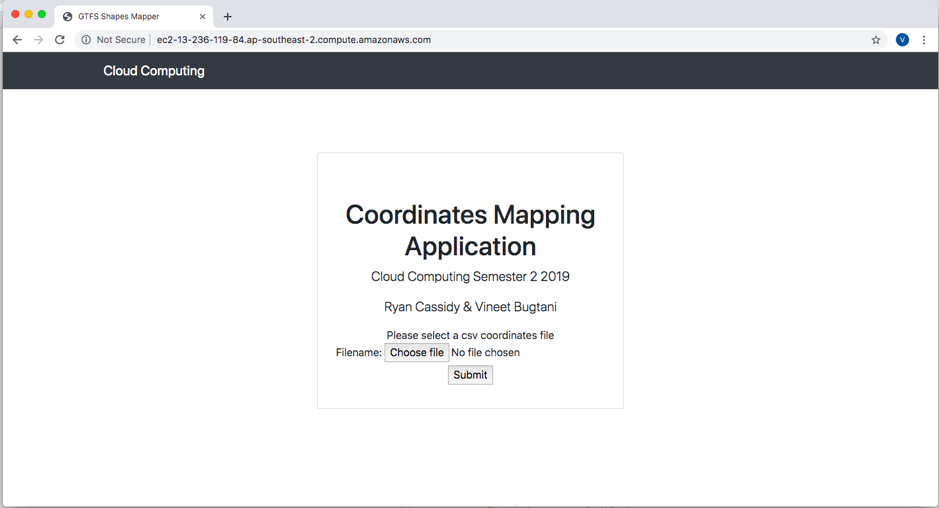 GTFS Shapes Mapper
Not Secure | ec2-13-236-119-84.ap-southeast-2.compute.amazonaws.com
V
Cloud Computing
Coordinates Mapping
Application
Cloud Computing Semester 2 2019
Ryan Cassidy & Vineet Bugtani
Please select a csv coordinates file
Filename: Choose file No file chosen
Submit